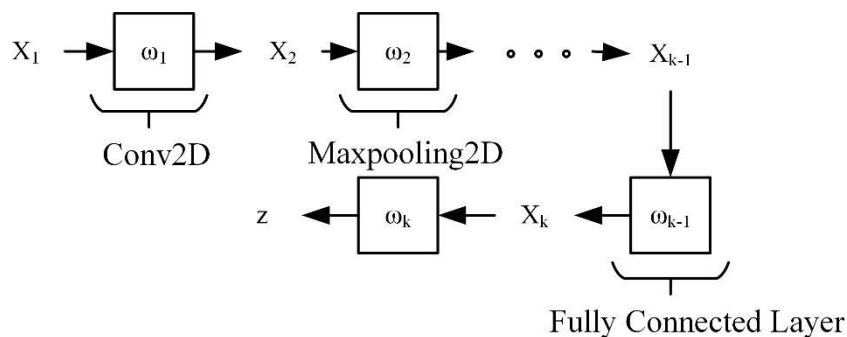 X₁ ω₁ X₂ ω₂ Xₖ₋₁
Conv2D Maxpooling2D
z ωₖ Xₖ ωₖ₋₁
Fully Connected Layer